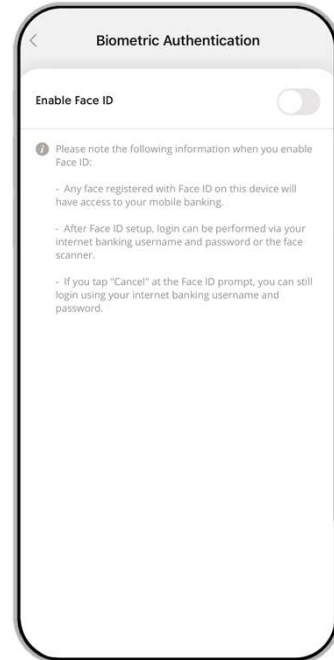 Biometric Authentication
Enable Face ID
Please note the following information when you enable
Face ID:
- Any face registered with Face ID on this device will
have access to your mobile banking.
- After Face ID setup, login can be performed via your
internet banking username and password or the face
scanner.
- If you tap "Cancel" at the Face ID prompt, you can still
login using your internet banking username and
password.